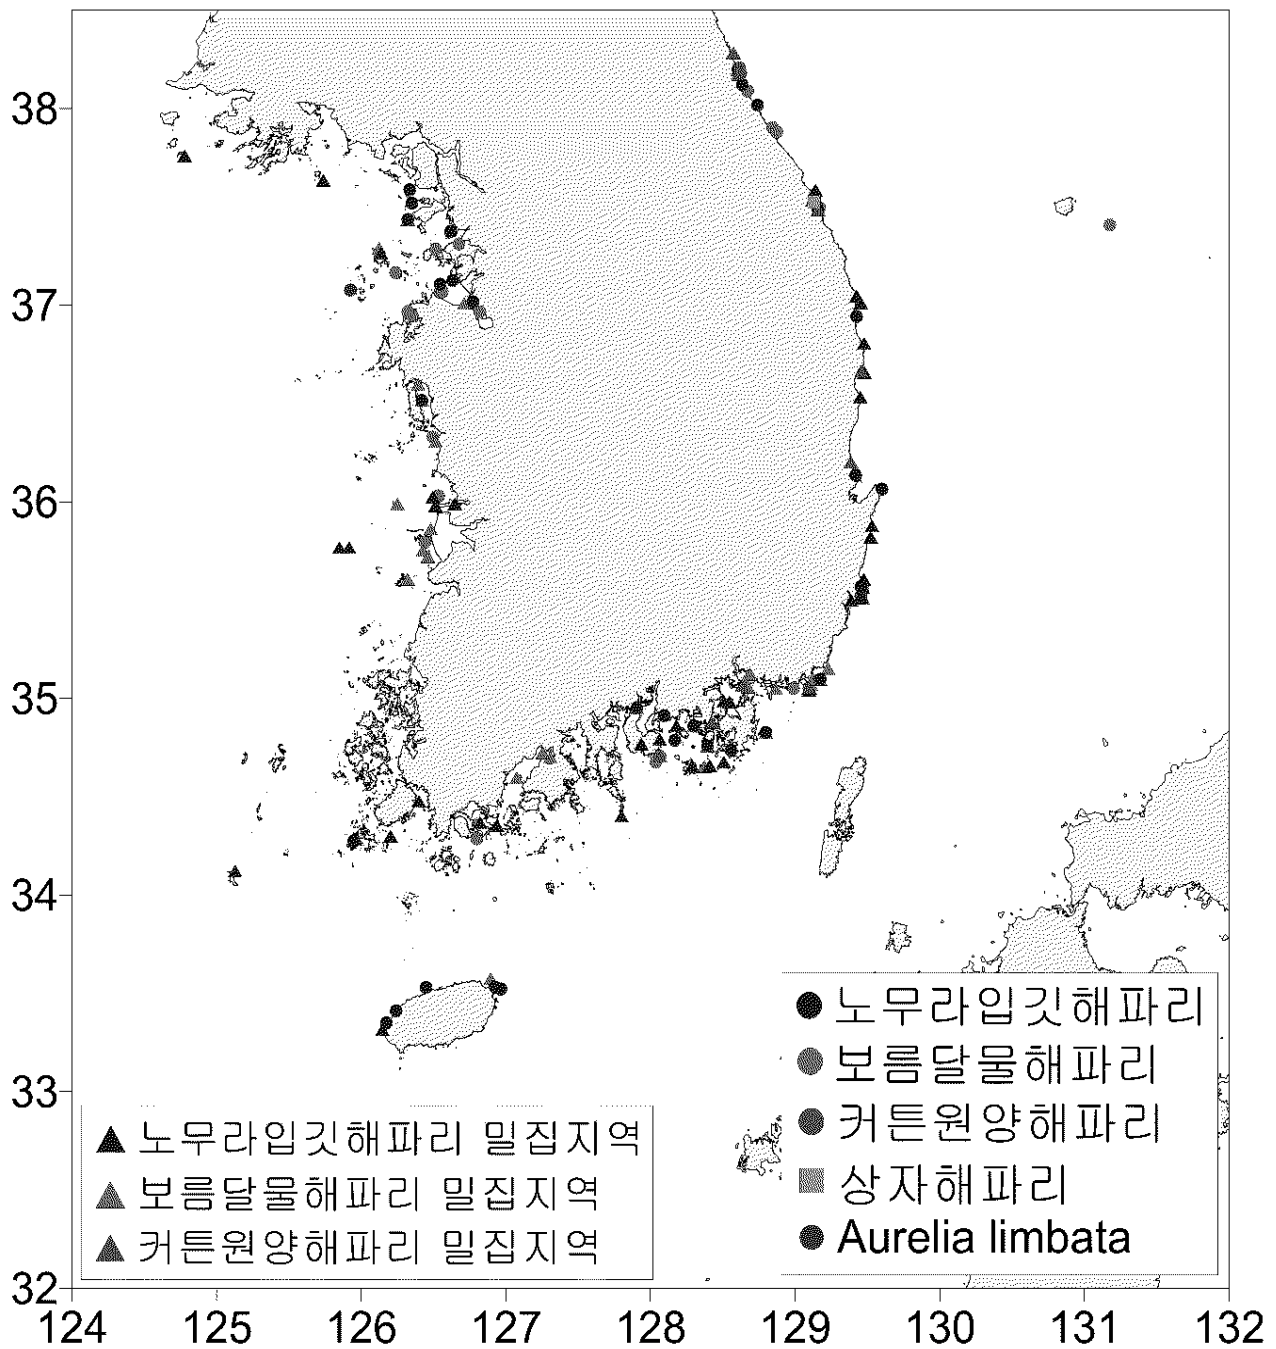 38
37
36
35
34
33
32
124 125 126 127 128 129 130 131 132
노무라입깃해파리
보름달물해파리
커튼원양해파리
상자해파리
Aurelia limbata
노무라입깃해파리 밀집지역
보름달물해파리 밀집지역
커튼원양해파리 밀집지역